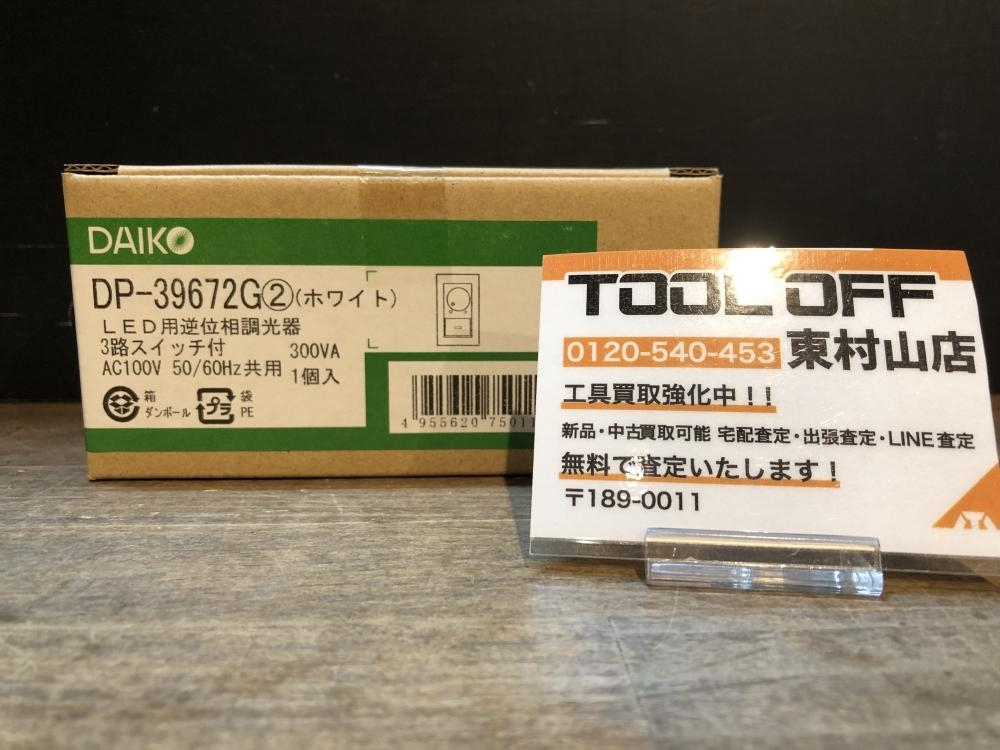 DAIKO
DP-39672G②(ホワイト)
LED用逆位相調光器
3路スイッチ付
300VA
AC100V 50/60Hz共用
1個入
箱
ダンボール
プラ
袋
PE
4 955620 75011
TOOL OFF
0120-540-453 東村山店
工具買取強化中!!
新品・中古買取可能 宅配査定・出張査定・LINE査定
無料で査定いたします!
〒189-0011